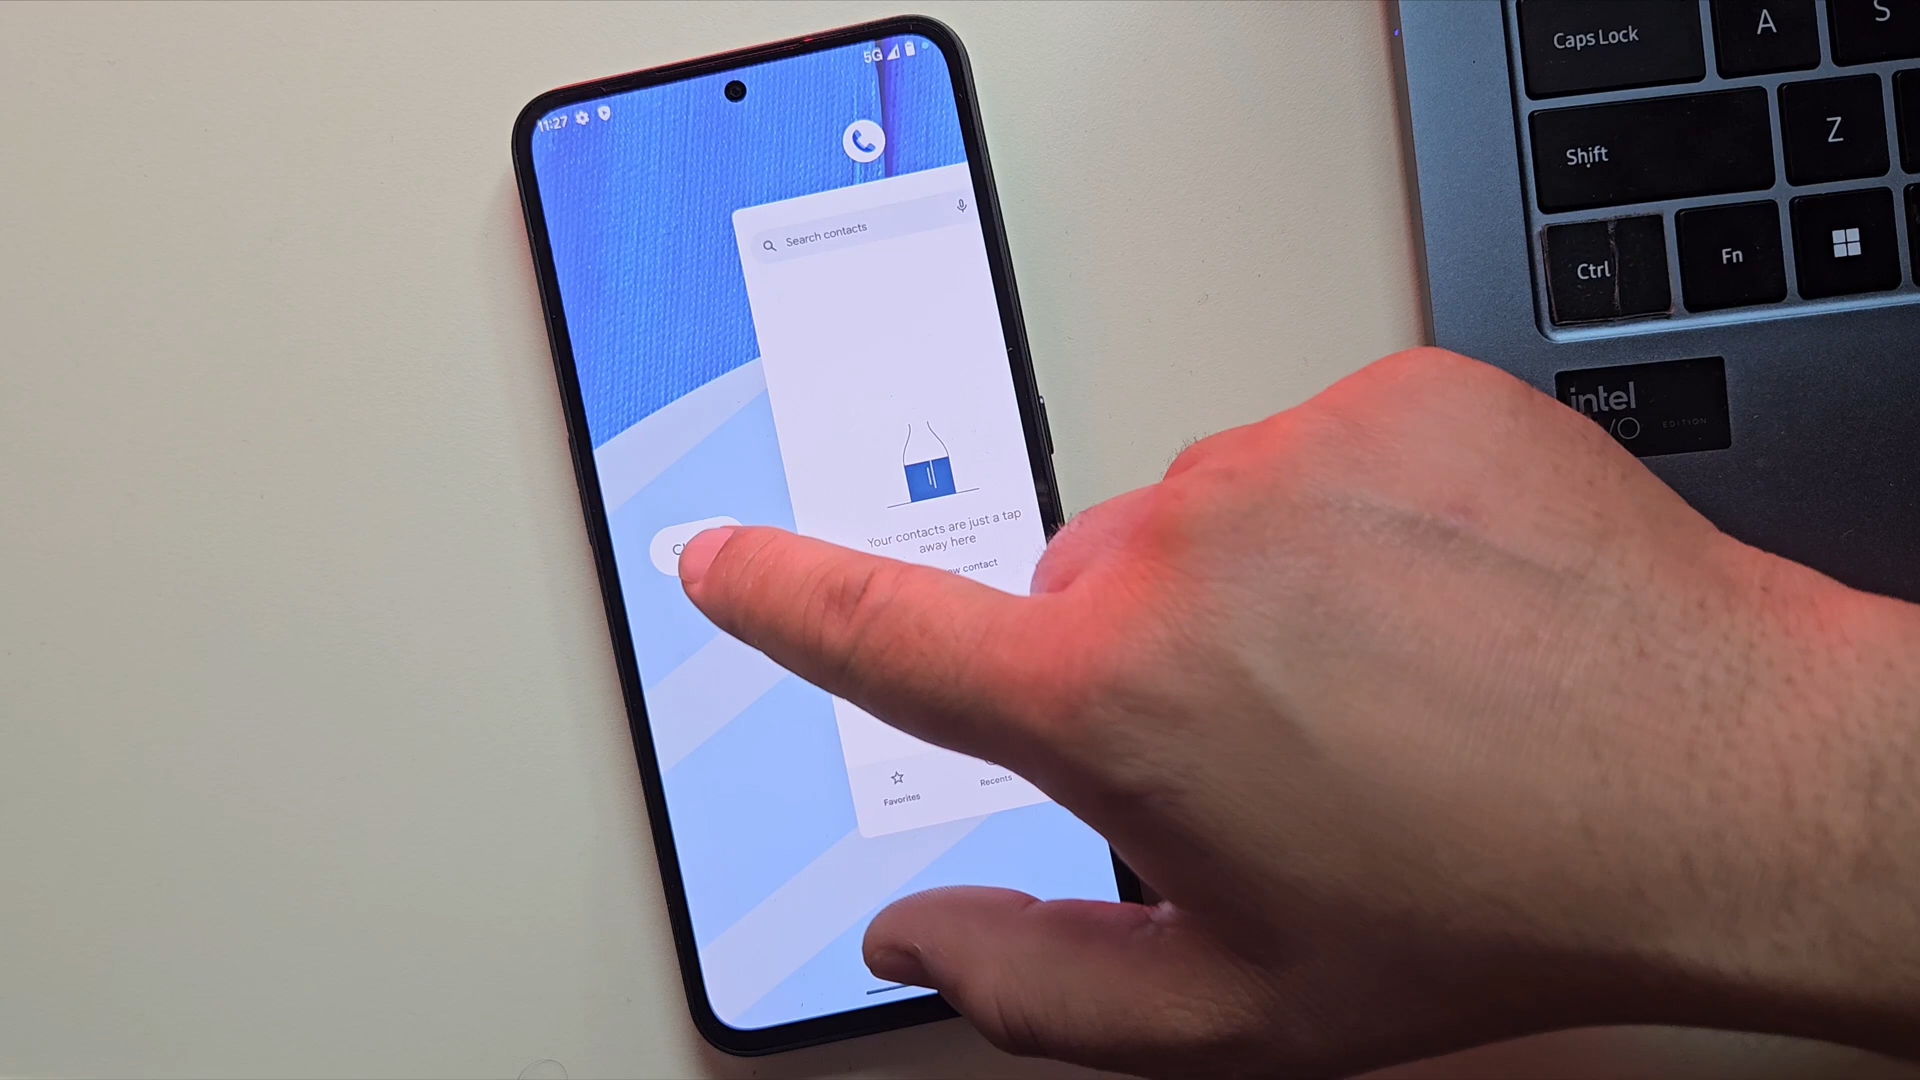 11:27
5G
Search contacts
Your contacts are just a tap
away here
contact
Favorites
Recents
Caps Lock
A
S
Shift
Z
Ctrl
Fn
intel
EDITION